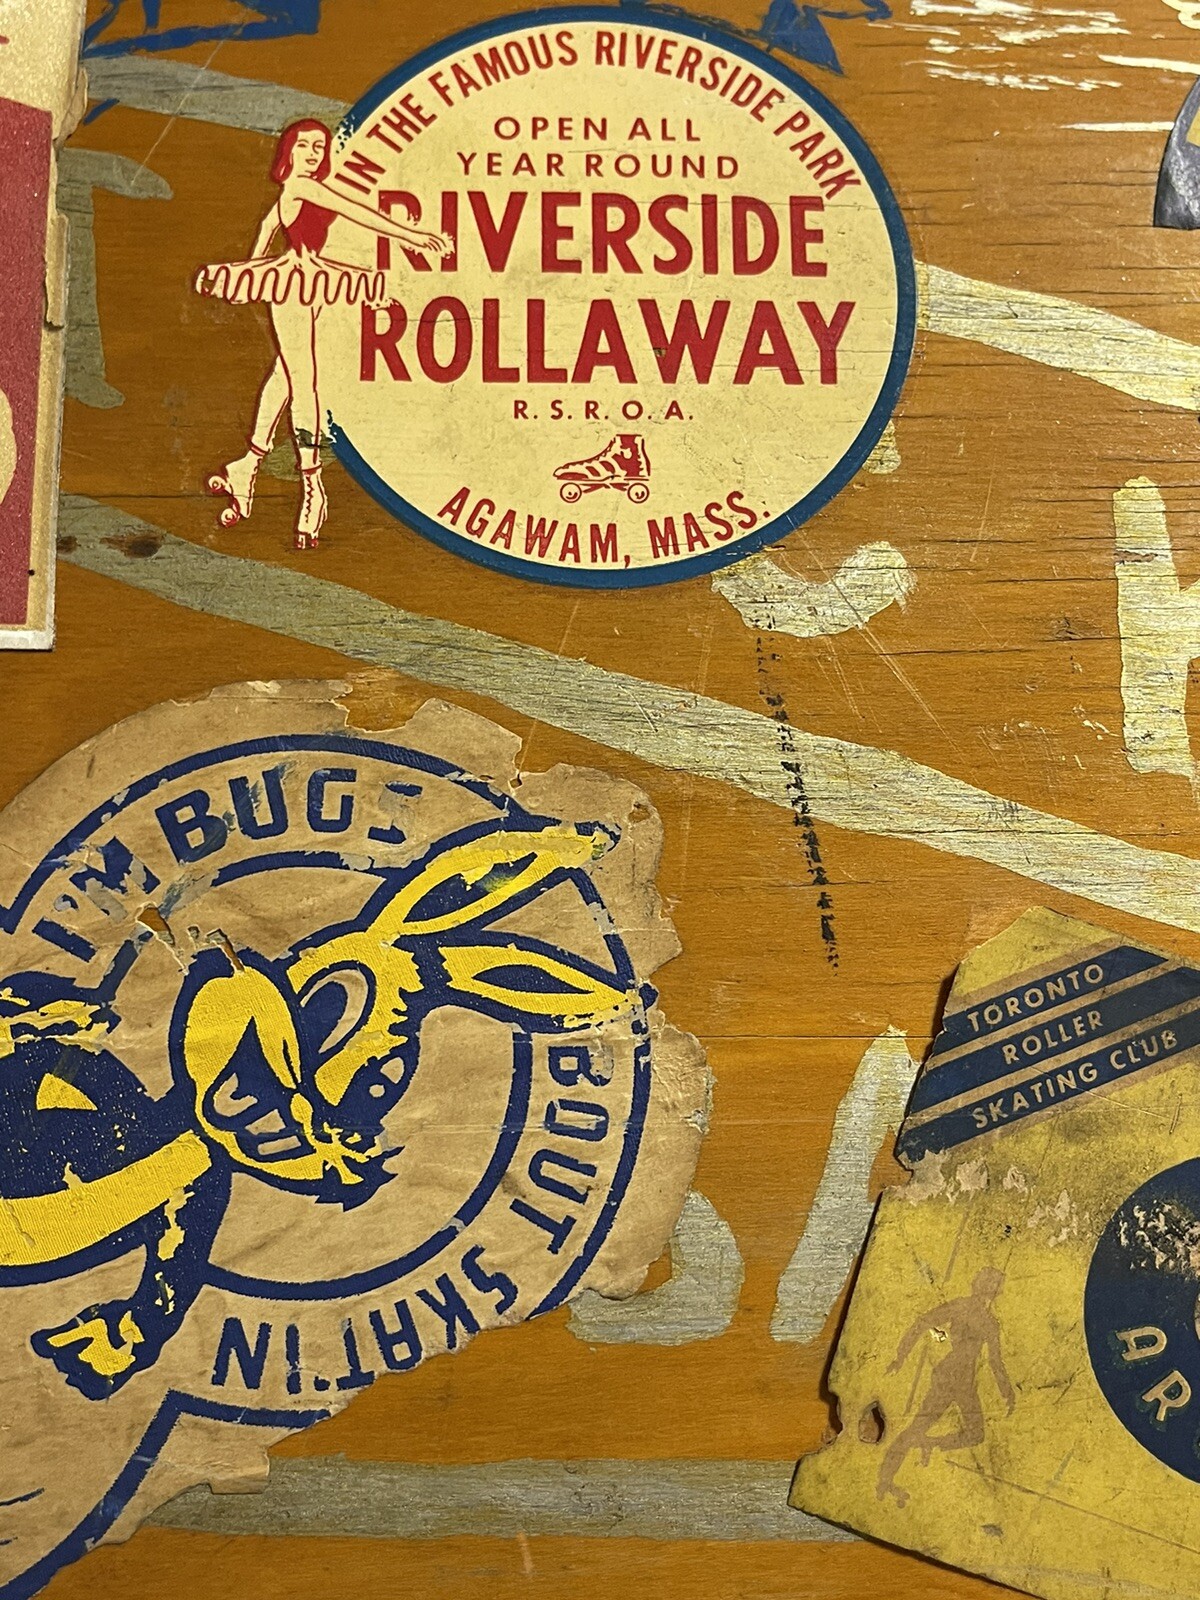 IN THE FAMOUS RIVERSIDE PARK
OPEN ALL
YEAR ROUND
RIVERSIDE
ROLLAWAY
R. S. R. O. A.
AGAWAM, MASS.
I'M BUGS
BOUT SKATIN
TORONTO
ROLLER
SKATING CLUB
AR